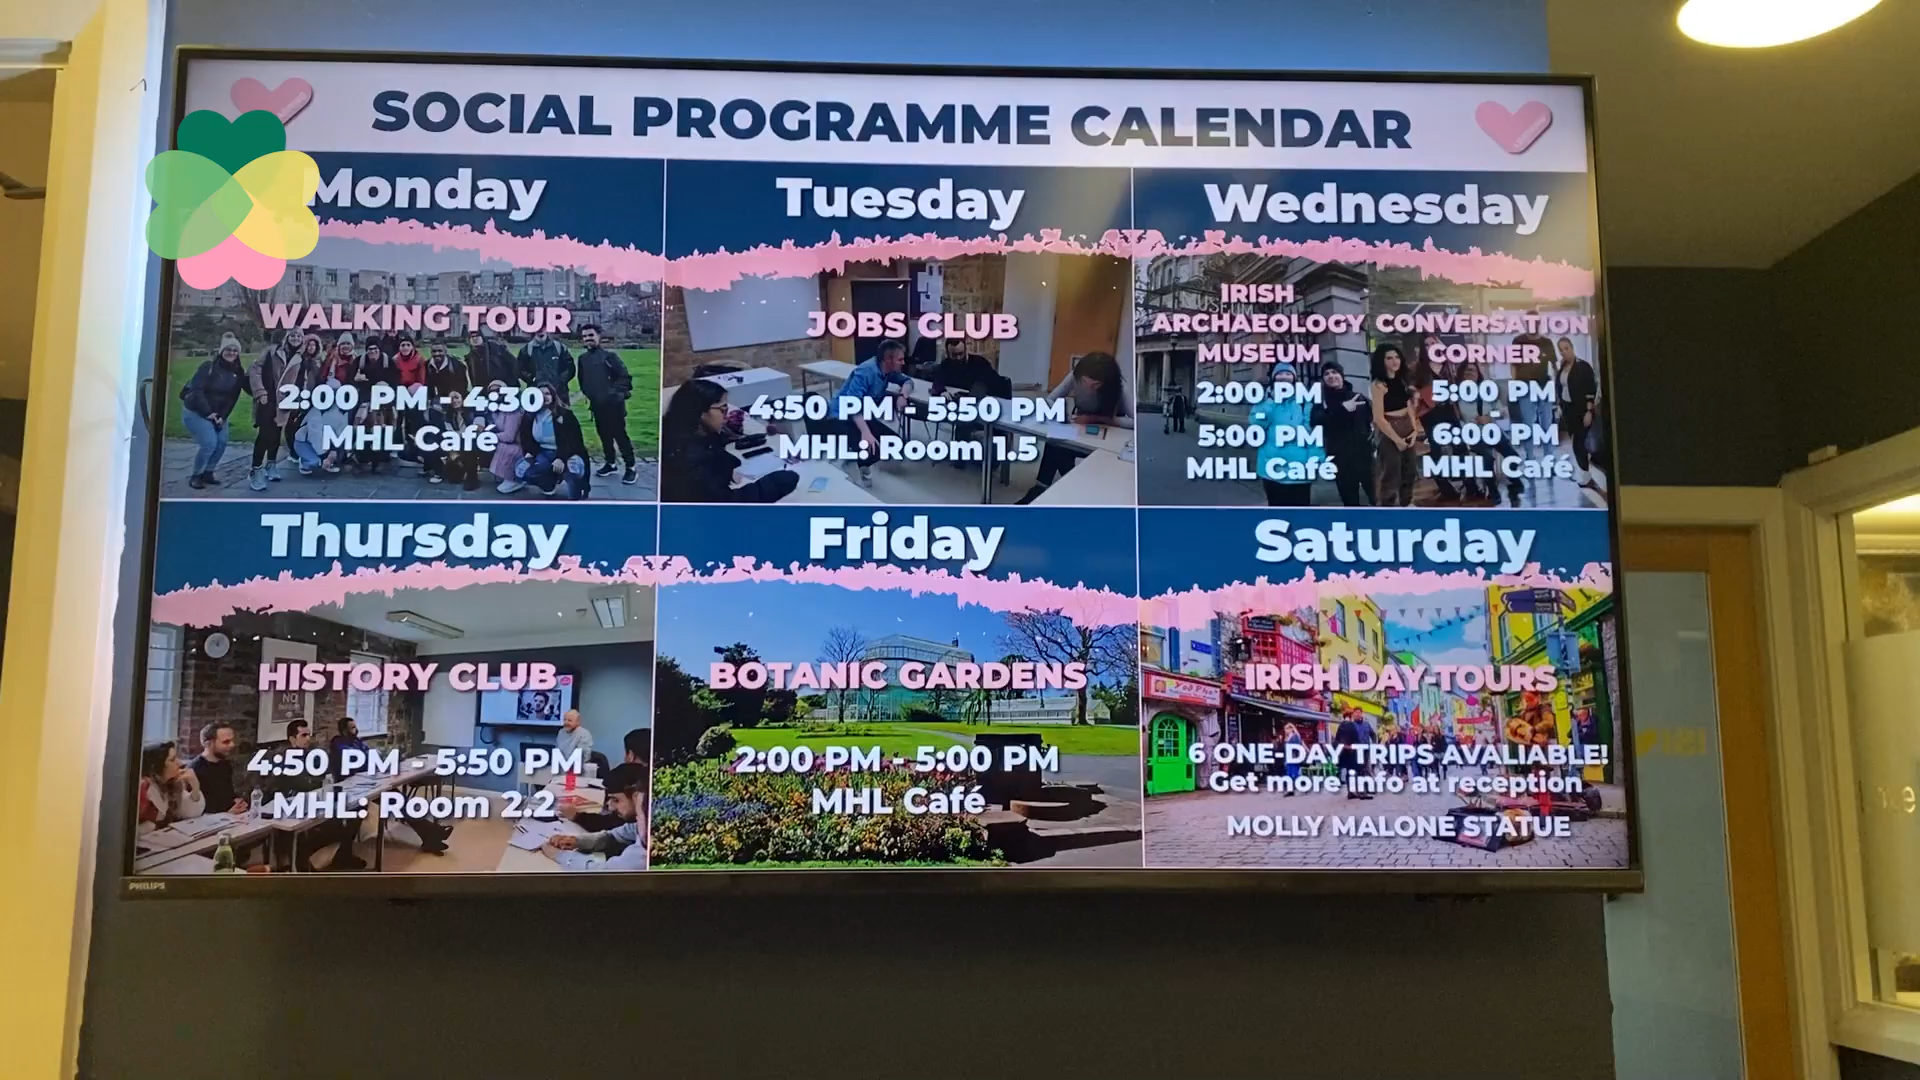 SOCIAL PROGRAMME CALENDAR
Monday
WALKING TOUR
2:00 PM - 4:30
MHL Café
Tuesday
JOBS CLUB
4:50 PM - 5:50 PM
MHL: Room 1.5
Wednesday
IRISH
ARCHAEOLOGY
MUSEUM
2:00 PM
-
5:00 PM
MHL Café
CONVERSATION
CORNER
5:00 PM
-
6:00 PM
MHL Café
Thursday
HISTORY CLUB
4:50 PM - 5:50 PM
MHL: Room 2.2
Friday
BOTANIC GARDENS
2:00 PM - 5:00 PM
MHL Café
Saturday
IRISH DAY-TOURS
6 ONE-DAY TRIPS AVALIABLE!
Get more info at reception
MOLLY MALONE STATUE
PHILIPS